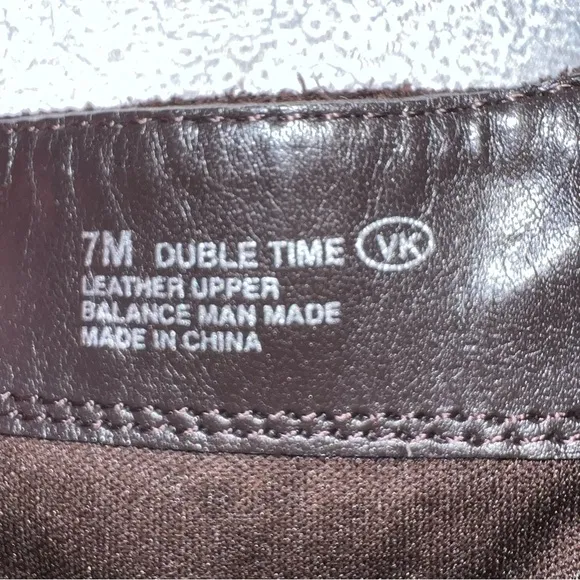 7M DUBLE TIME VK
LEATHER UPPER
BALANCE MAN MADE
MADE IN CHINA